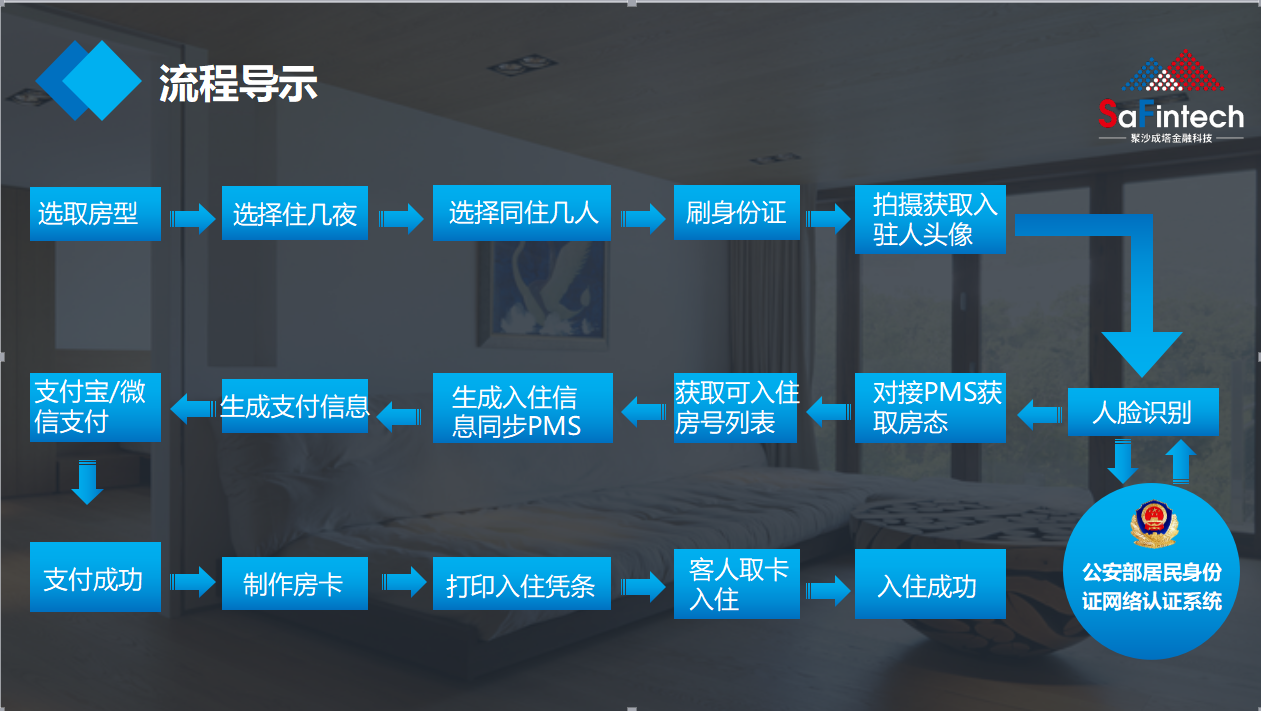 流程导示
SaFintech
聚沙成塔金融科技
选取房型
选择住几夜
选择同住几人
刷身份证
拍摄获取入
驻人头像
人脸识别
公安部居民身份
证网络认证系统
对接PMS获
取房态
获取可入住
房号列表
生成入住信
息同步PMS
生成支付信息
支付宝/微
信支付
支付成功
制作房卡
打印入住凭条
客人取卡
入住
入住成功